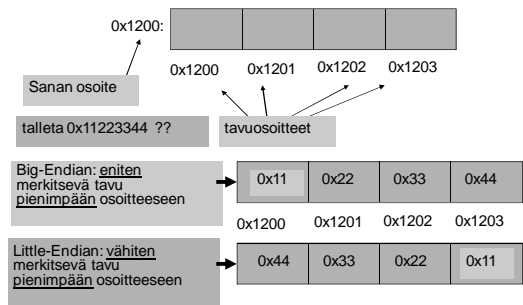 0x1200:
0x1200 0x1201 0x1202 0x1203
Sanan osoite
talleta 0x11223344 ??
tavuosoitteet
Big-Endian: eniten
merkitsevä tavu
pienimpään osoitteeseen
0x11 0x22 0x33 0x44
0x1200 0x1201 0x1202 0x1203
Little-Endian: vähiten
merkitsevä tavu
pienimpään osoitteeseen
0x44 0x33 0x22 0x11